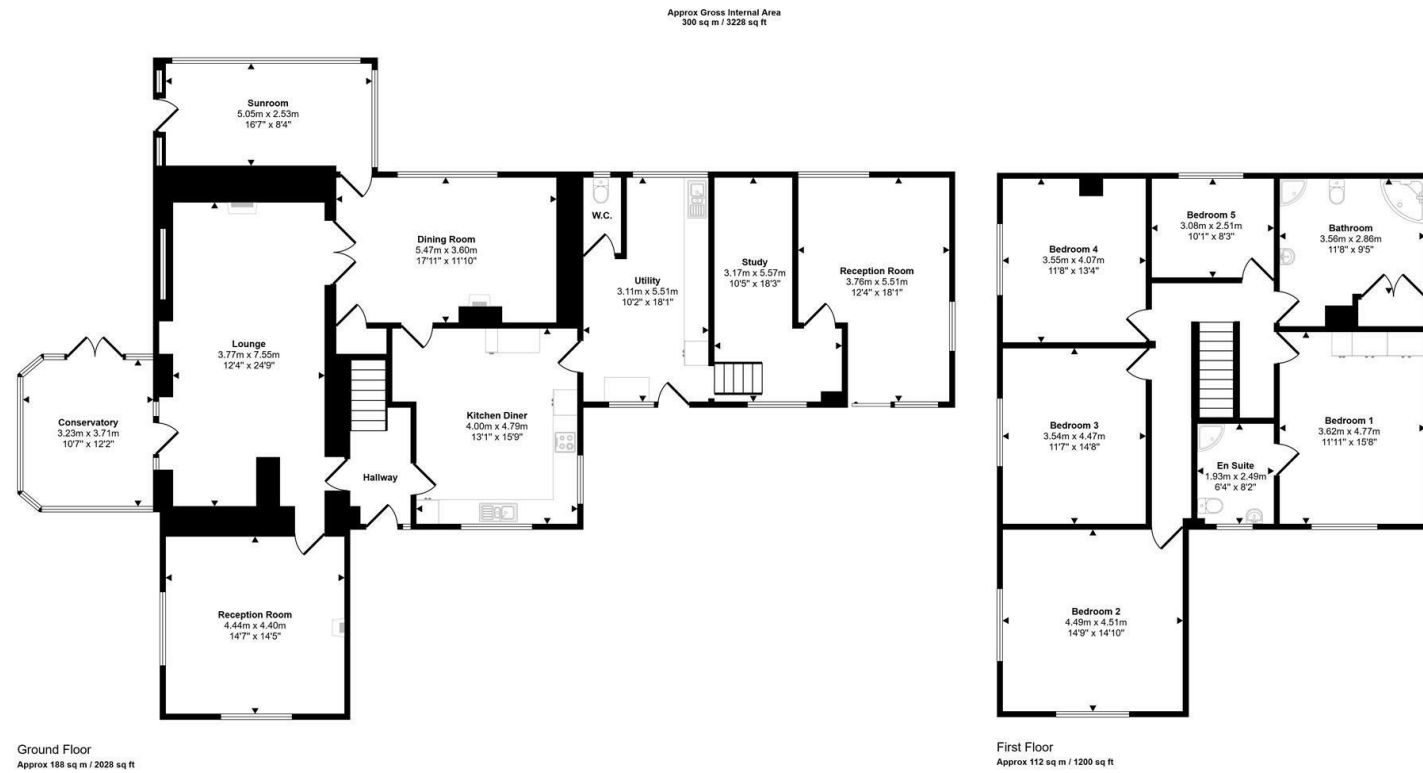 Approx Gross Internal Area
300 sq m / 3228 sq ft
Sunroom
5.05m x 2.53m
16'7" x 8'4"
Dining Room
5.47m x 3.60m
17'11" x 11'10"
W.C.
Utility
3.11m x 5.51m
10'2" x 18'1"
Study
3.17m x 5.57m
10'5" x 18'3"
Reception Room
3.76m x 5.51m
12'4" x 18'1"
Lounge
3.77m x 7.55m
12'4" x 24'9"
Conservatory
3.23m x 3.71m
10'7" x 12'2"
Kitchen Diner
4.00m x 4.79m
13'1" x 15'9"
Hallway
Reception Room
4.44m x 4.40m
14'7" x 14'5"
Ground Floor
Approx 188 sq m / 2028 sq ft
Bedroom 4
3.55m x 4.07m
11'8" x 13'4"
Bedroom 5
3.08m x 2.51m
10'1" x 8'3"
Bathroom
3.56m x 2.86m
11'8" x 9'5"
Bedroom 3
3.54m x 4.47m
11'7" x 14'8"
Bedroom 1
3.62m x 4.77m
11'11" x 15'8"
En Suite
1.93m x 2.49m
6'4" x 8'2"
Bedroom 2
4.49m x 4.51m
14'9" x 14'10"
First Floor
Approx 112 sq m / 1200 sq ft